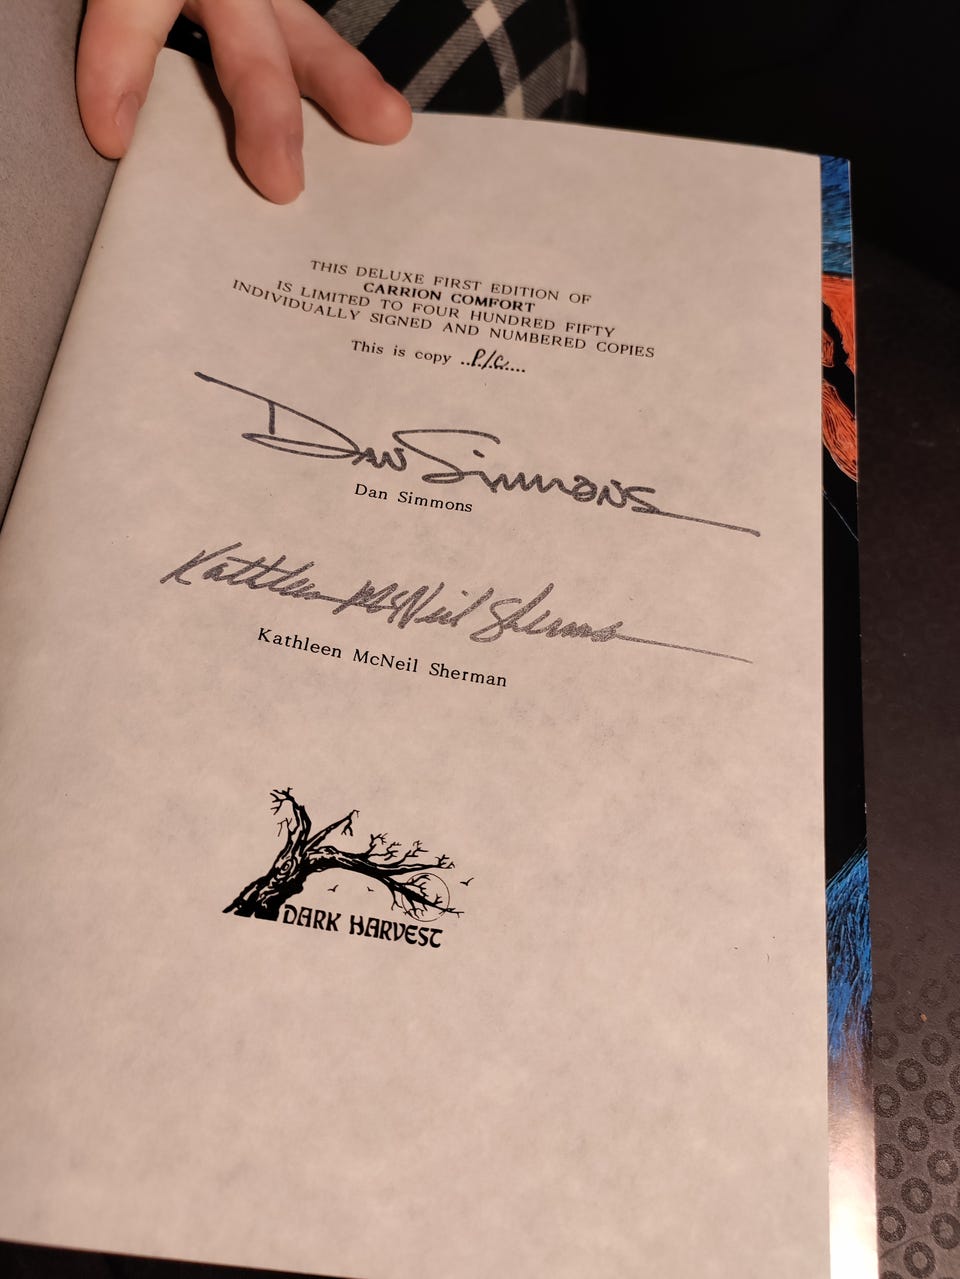 THIS DELUXE FIRST EDITION OF
CARRION COMFORT
IS LIMITED TO FOUR HUNDRED FIFTY
INDIVIDUALLY SIGNED AND NUMBERED COPIES
This is copy ..P/C....
Dan Simmons
Dan Simmons
Kathleen McNeil Sherman
Kathleen McNeil Sherman
DARK HARVEST